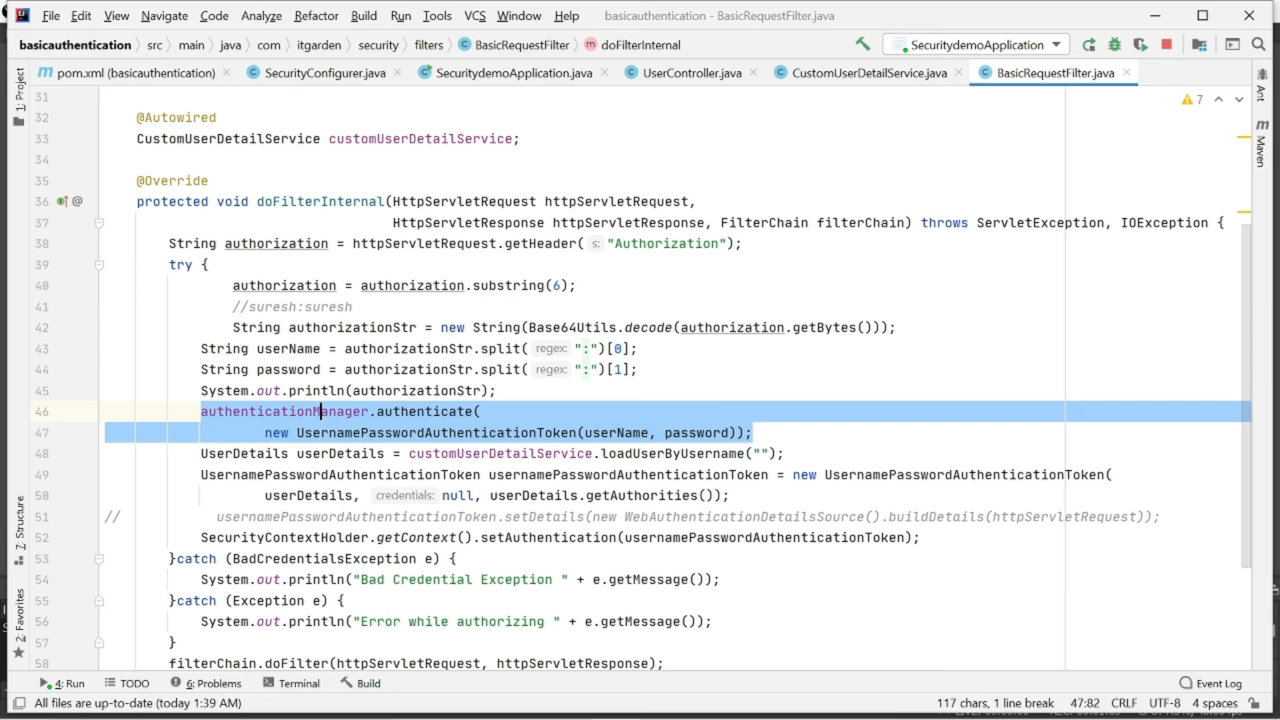 File Edit View Navigate Code Analyze Refactor Build Run Tools VCS Window Help basicauthentication - BasicRequestFilter.java
basicauthentication src main java com itgarden security filters BasicRequestFilter doFilterInternal SecuritydemoApplication
pom.xml (basicauthentication) SecurityConfigurer.java SecuritydemoApplication.java UserController.java CustomUserDetailService.java BasicRequestFilter.java
1: Project
Ant
Maven
7
31
32 @Autowired
33 CustomUserDetailService customUserDetailService;
34
35 @Override
36 protected void doFilterInternal(HttpServletRequest httpServletRequest,
37 HttpServletResponse httpServletResponse, FilterChain filterChain) throws ServletException, IOException {
38 String authorization = httpServletRequest.getHeader( s: "Authorization");
39 try {
40 authorization = authorization.substring(6);
41 //suresh:suresh
42 String authorizationStr = new String(Base64Utils.decode(authorization.getBytes()));
43 String userName = authorizationStr.split( regex: ":")[0];
44 String password = authorizationStr.split( regex: ":")[1];
45 System.out.println(authorizationStr);
46 authenticationManager.authenticate(
47 new UsernamePasswordAuthenticationToken(userName, password));
48 UserDetails userDetails = customUserDetailService.loadUserByUsername("");
49 UsernamePasswordAuthenticationToken usernamePasswordAuthenticationToken = new UsernamePasswordAuthenticationToken(
50 userDetails, credentials: null, userDetails.getAuthorities());
51 // usernamePasswordAuthenticationToken.setDetails(new WebAuthenticationDetailsSource().buildDetails(httpServletRequest));
52 SecurityContextHolder.getContext().setAuthentication(usernamePasswordAuthenticationToken);
53 }catch (BadCredentialsException e) {
54 System.out.println("Bad Credential Exception " + e.getMessage());
55 }catch (Exception e) {
56 System.out.println("Error while authorizing " + e.getMessage());
57 }
58 filterChain.doFilter(httpServletRequest, httpServletResponse);
7: Structure
2: Favorites
4: Run TODO 6: Problems Terminal Build Event Log
All files are up-to-date (today 1:39 AM) 117 chars, 1 line break 47:82 CRLF UTF-8 4 spaces